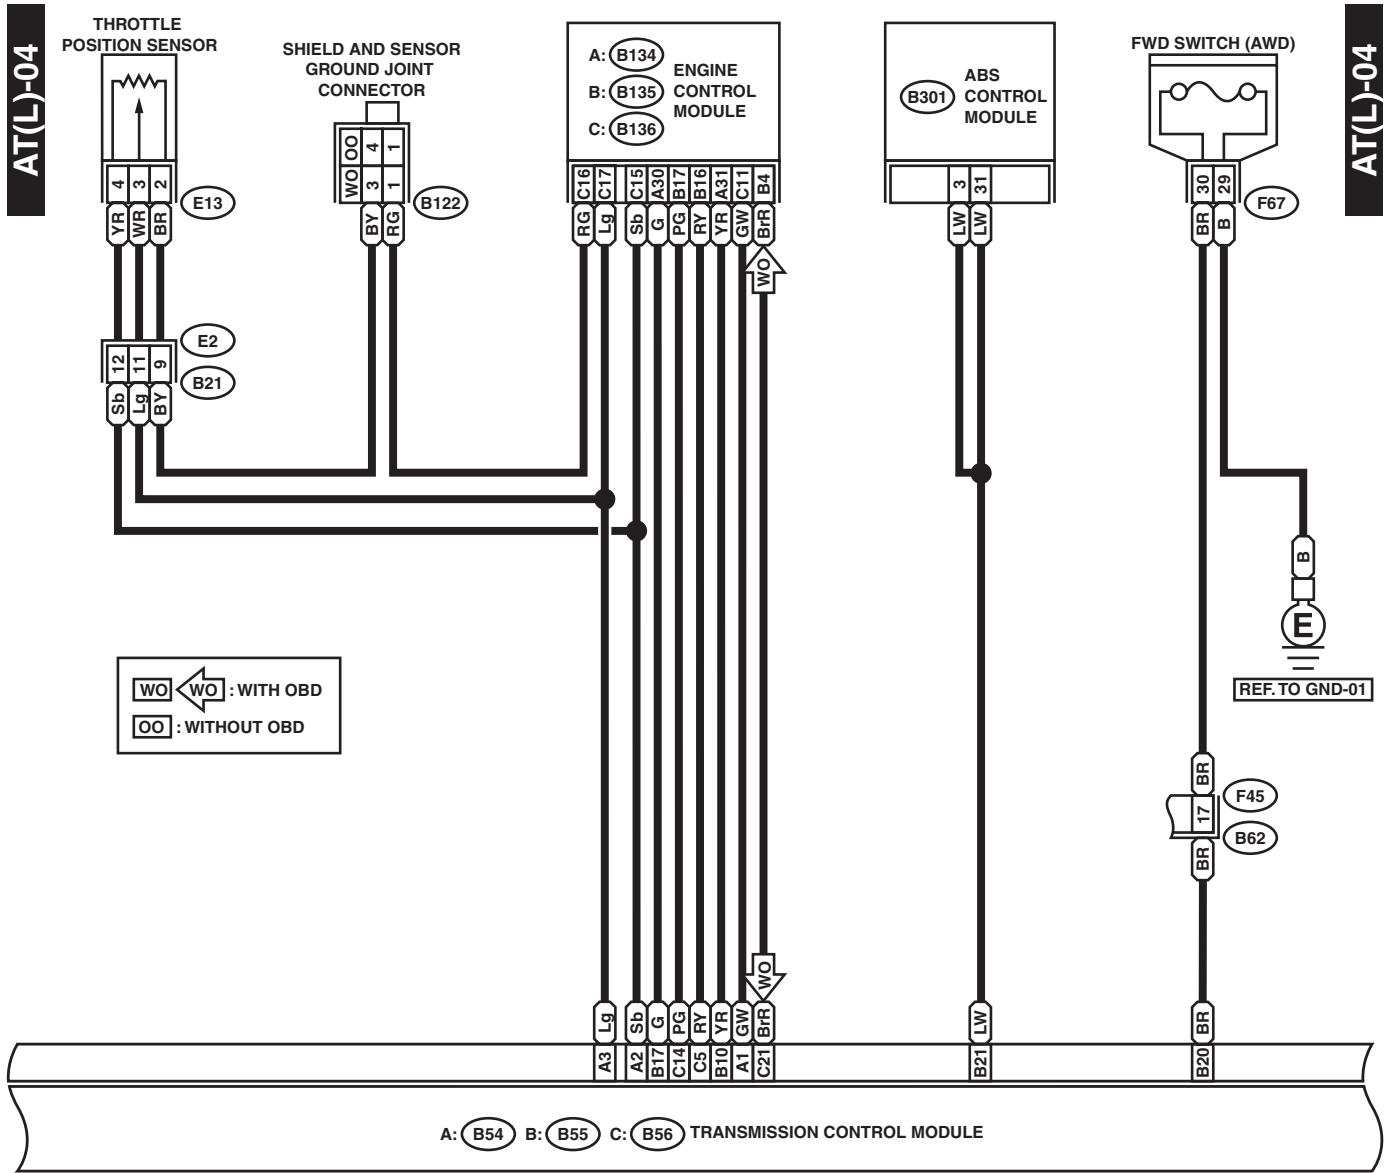 AT(L)-04
AT(L)-04
THROTTLE
POSITION SENSOR
SHIELD AND SENSOR
GROUND JOINT
CONNECTOR
A: B134
B: B135
C: B136
ENGINE
CONTROL
MODULE
B301
ABS
CONTROL
MODULE
FWD SWITCH (AWD)
OO 4 1
WO 3 1
B122
4 3 2
E13
YR WR BR
BY RG
C16 C17 C15 A30 B17 B16 A31 C11 B4
RG Lg Sb G PG RY YR GW BrR
WO
3 31
LW LW
30 29
F67
BR B
E2
12 11 9
B21
Sb Lg BY
B
E
REF. TO GND-01
WO WO : WITH OBD
OO : WITHOUT OBD
BR
17
F45
B62
BR
WO
Lg Sb G PG RY YR GW BrR LW BR
A3 A2 B17 C14 C5 B10 A1 C21 B21 B20
A: B54 B: B55 C: B56 TRANSMISSION CONTROL MODULE